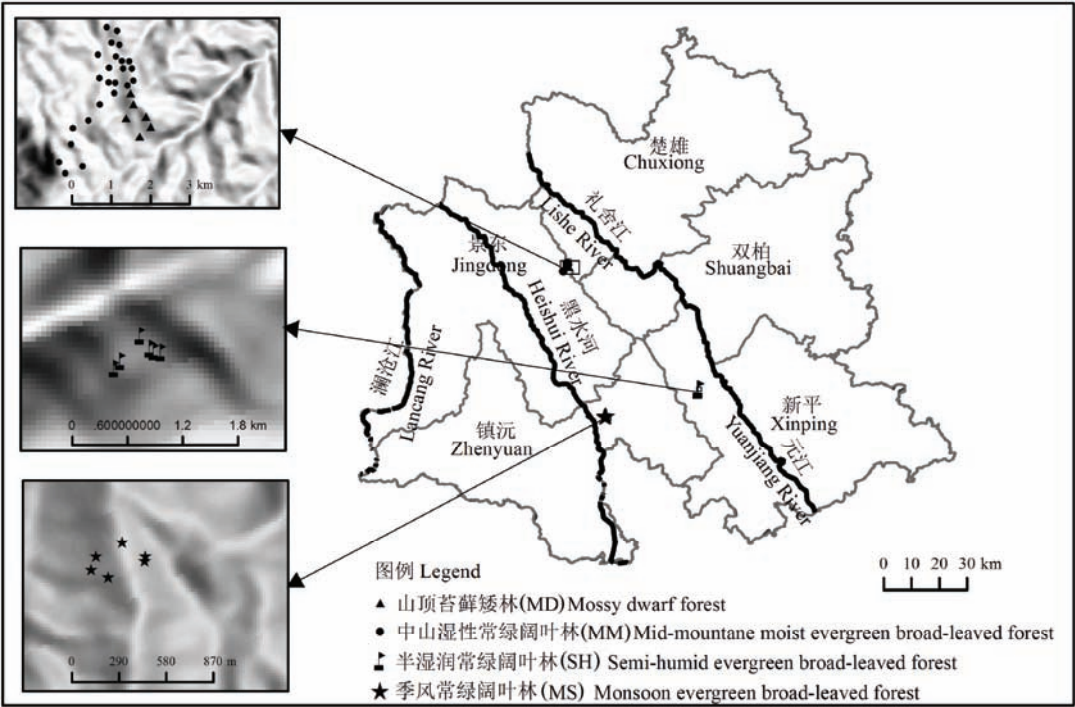 0 1 2 3 km
0 .600000000 1.2 1.8 km
0 290 580 870 m
楚雄
Chuxiong
礼舍江
Lishe River
双柏
Shuangbai
景东
Jingdong
黑水河
Heishui River
澜沧江
Lancang River
镇沅
Zhenyuan
新平
Xinping
元江
Yuanjiang River
0 10 20 30 km
图例 Legend
山顶苔藓矮林(MD) Mossy dwarf forest
中山湿性常绿阔叶林(MM) Mid-mountane moist evergreen broad-leaved forest
半湿润常绿阔叶林(SH) Semi-humid evergreen broad-leaved forest
季风常绿阔叶林(MS) Monsoon evergreen broad-leaved forest